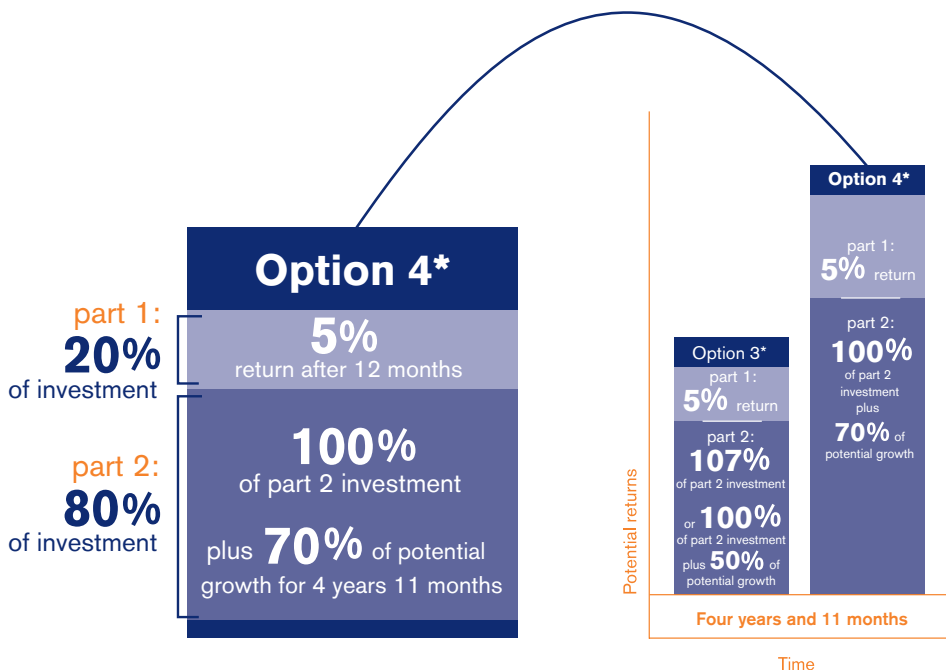 Option 4*
part 1:
20%
of investment
5%
return after 12 months
part 2:
80%
of investment
100%
of part 2 investment
plus 70% of potential
growth for 4 years 11 months
Potential returns
Option 3*
part 1:
5% return
part 2:
107%
of part 2 investment
or 100%
of part 2 investment
plus 50% of
potential growth
Option 4*
part 1:
5% return
part 2:
100%
of part 2
investment
plus
70% of
potential growth
Four years and 11 months
Time